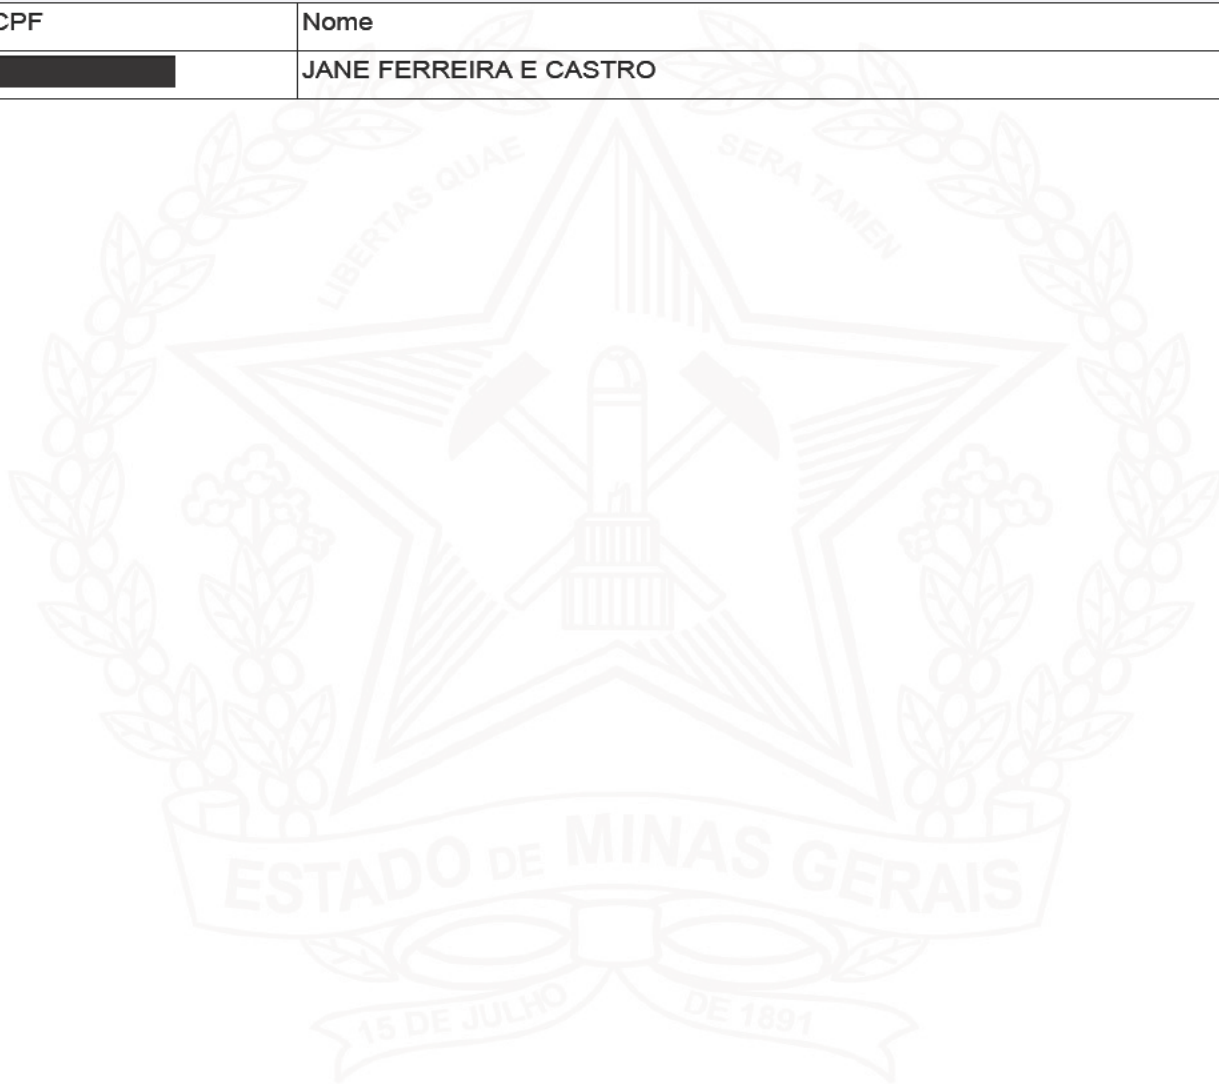 CPF Nome
JANE FERREIRA E CASTRO
LIBERTAS QUAE SERA TAMEN
ESTADO DE MINAS GERAIS
15 DE JULHO DE 1891